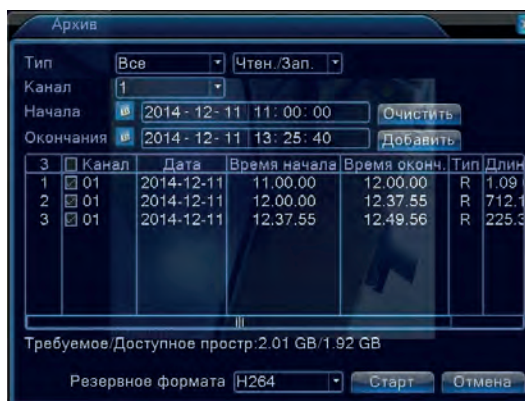 Архив
Тип Все Чтен./Зап.
Канал 1
Начала 2014-12-11 11:00:00 Очистить
Окончания 2014-12-11 13:25:40 Добавить
3 Канал Дата Время начала Время оконч. Тип Длин
1 01 2014-12-11 11.00.00 12.00.00 R 1.09
2 01 2014-12-11 12.00.00 12.37.55 R 712.1
3 01 2014-12-11 12.37.55 12.49.56 R 225.3
Требуемое/Доступное простр:2.01 GB/1.92 GB
Резервное формата H264 Старт Отмена